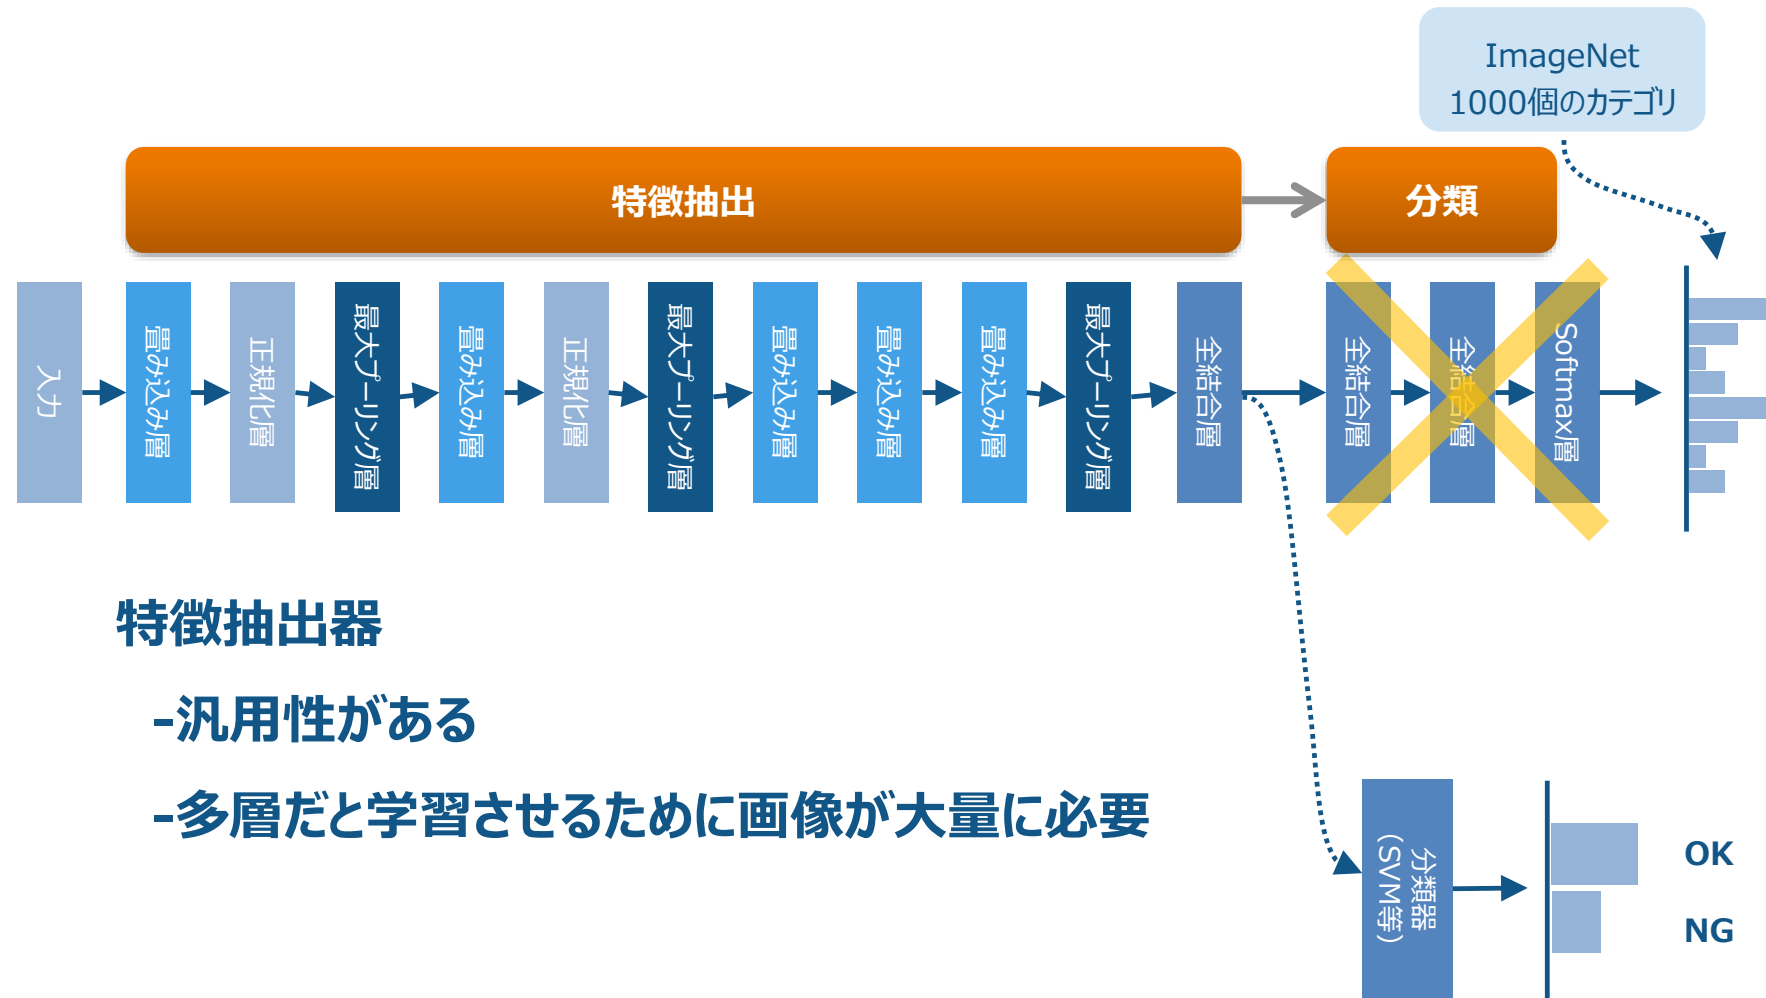 ImageNet
1000個のカテゴリ
特徴抽出
分類
入力
畳み込み層
正規化層
最大プーリング層
畳み込み層
正規化層
最大プーリング層
畳み込み層
畳み込み層
畳み込み層
最大プーリング層
全結合層
全結合層
全結合層
Softmax層
特徴抽出器
-汎用性がある
-多層だと学習させるために画像が大量に必要
分類器
(SVM等)
OK
NG